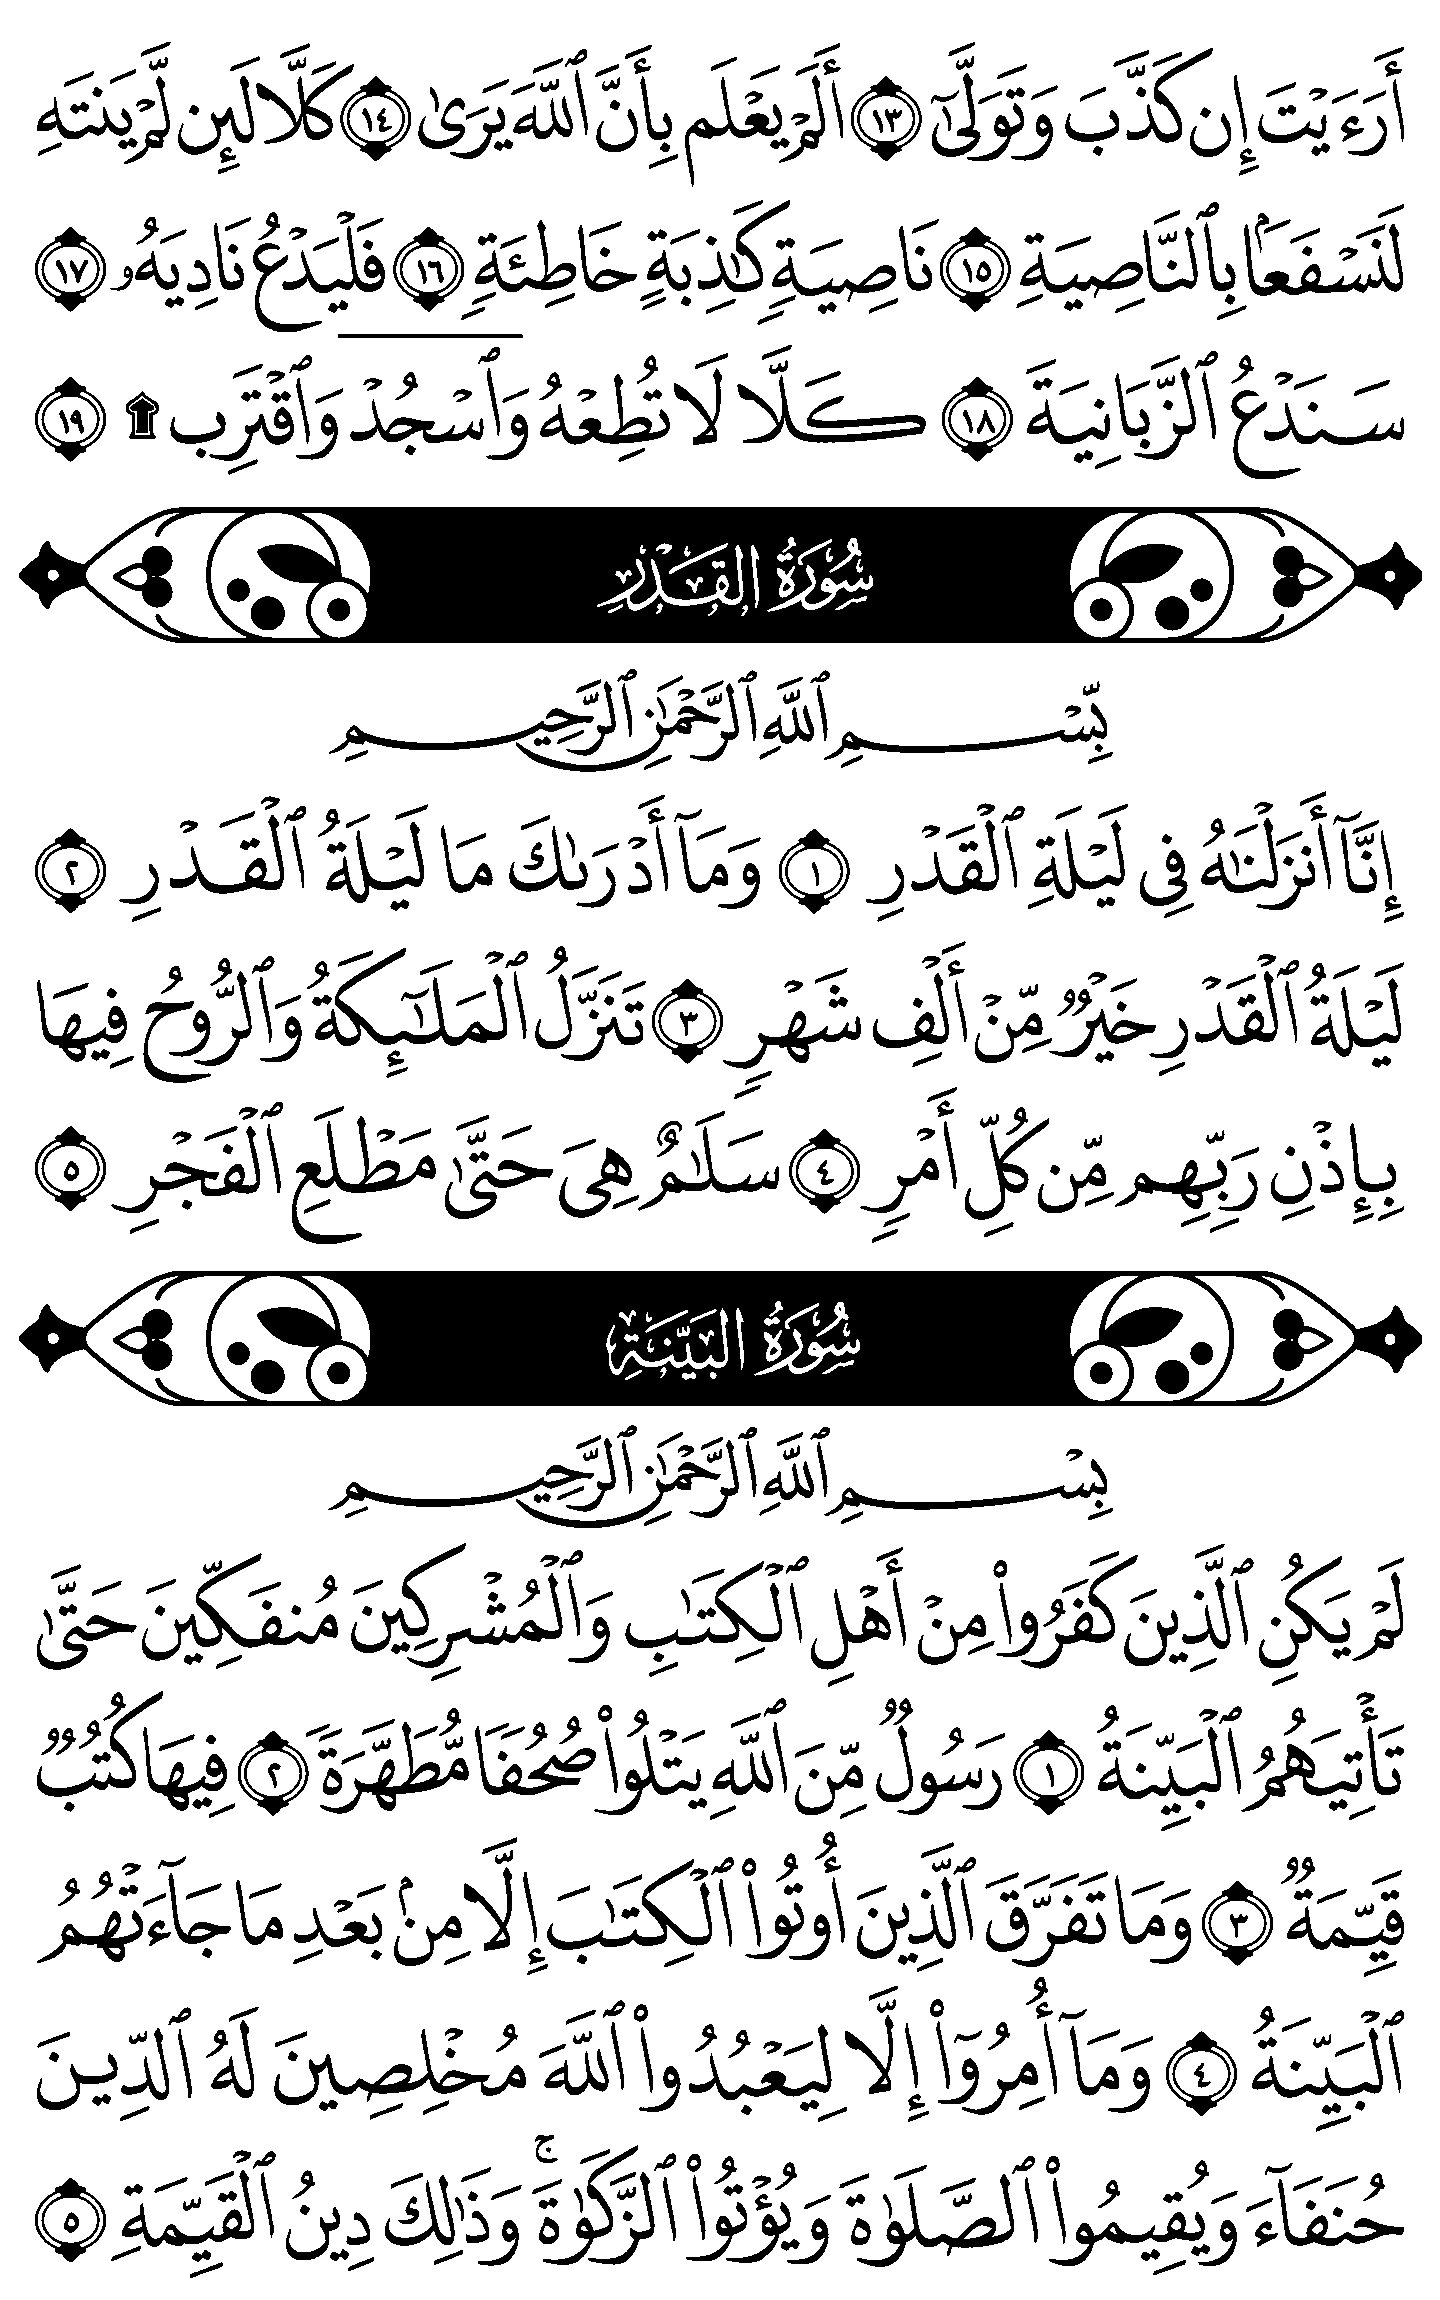 أَرَءَيْتَ إِن كَذَّبَ وَتَوَلَّىٰٓ ١٣ أَلَمْ يَعْلَم بِأَنَّ ٱللَّهَ يَرَىٰ ١٤ كَلَّا لَئِن لَّمْ يَنتَهِ
لَنَسْفَعًۢا بِٱلنَّاصِيَةِ ١٥ نَاصِيَةٍ كَٰذِبَةٍ خَاطِئَةٍ ١٦ فَلْيَدْعُ نَادِيَهُۥ ١٧
سَنَدْعُ ٱلزَّبَانِيَةَ ١٨ كَلَّا لَا تُطِعْهُ وَٱسْجُدْ وَٱقْتَرِب ۩ ١٩
سُورَةُ القَدْرِ
بِّسْمِ ٱللَّهِ ٱلرَّحْمَٰنِ ٱلرَّحِيمِ
إِنَّآ أَنزَلْنَٰهُ فِى لَيْلَةِ ٱلْقَدْرِ ١ وَمَآ أَدْرَىٰكَ مَا لَيْلَةُ ٱلْقَدْرِ ٢
لَيْلَةُ ٱلْقَدْرِ خَيْرٌ مِّنْ أَلْفِ شَهْرٍ ٣ تَنَزَّلُ ٱلْمَلَٰٓئِكَةُ وَٱلرُّوحُ فِيهَا
بِإِذْنِ رَبِّهِم مِّن كُلِّ أَمْرٍ ٤ سَلَٰمٌ هِىَ حَتَّىٰ مَطْلَعِ ٱلْفَجْرِ ٥
سُورَةُ البَيِّنَةِ
بِسْمِ ٱللَّهِ ٱلرَّحْمَٰنِ ٱلرَّحِيمِ
لَمْ يَكُنِ ٱلَّذِينَ كَفَرُوا۟ مِنْ أَهْلِ ٱلْكِتَٰبِ وَٱلْمُشْرِكِينَ مُنفَكِّينَ حَتَّىٰ
تَأْتِيَهُمُ ٱلْبَيِّنَةُ ١ رَسُولٌ مِّنَ ٱللَّهِ يَتْلُوا۟ صُحُفًا مُّطَهَّرَةً ٢ فِيهَا كُتُبٌ
قَيِّمَةٌ ٣ وَمَا تَفَرَّقَ ٱلَّذِينَ أُوتُوا۟ ٱلْكِتَٰبَ إِلَّا مِنۢ بَعْدِ مَا جَآءَتْهُمُ
ٱلْبَيِّنَةُ ٤ وَمَآ أُمِرُوٓا۟ إِلَّا لِيَعْبُدُوا۟ ٱللَّهَ مُخْلِصِينَ لَهُ ٱلدِّينَ
حُنَفَآءَ وَيُقِيمُوا۟ ٱلصَّلَوٰةَ وَيُؤْتُوا۟ ٱلزَّكَوٰةَ ۚ وَذَٰلِكَ دِينُ ٱلْقَيِّمَةِ ٥